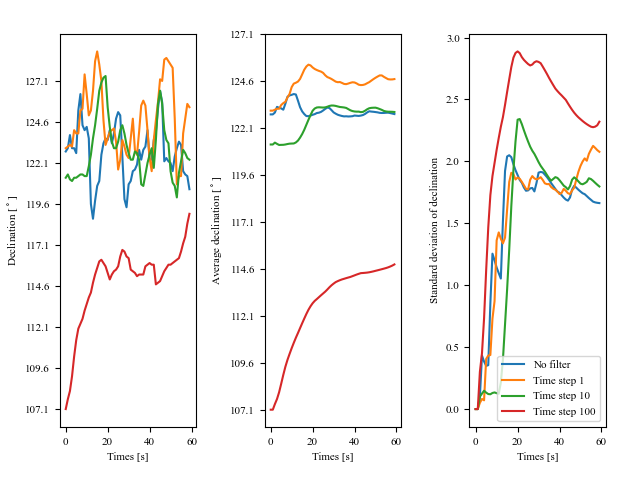 Declination [°]
127.1
124.6
122.1
119.6
117.1
114.6
112.1
109.6
107.1
0 20 40 60
Times [s]
Average declination [°]
127.1
124.6
122.1
119.6
117.1
114.6
112.1
109.6
107.1
0 20 40 60
Times [s]
Standard deviation of declination
3.0
2.5
2.0
1.5
1.0
0.5
0.0
0 20 40 60
Times [s]
No filter
Time step 1
Time step 10
Time step 100